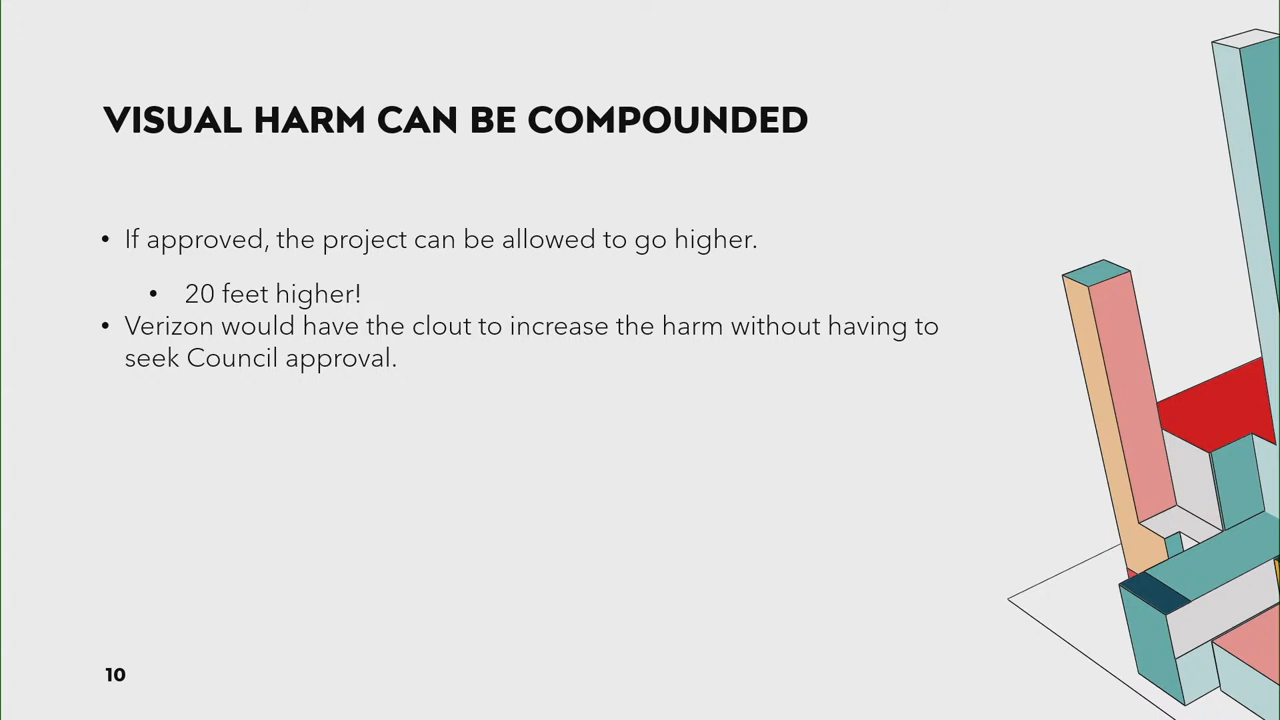 VISUAL HARM CAN BE COMPOUNDED
• If approved, the project can be allowed to go higher.
• 20 feet higher!
• Verizon would have the clout to increase the harm without having to
seek Council approval.
10